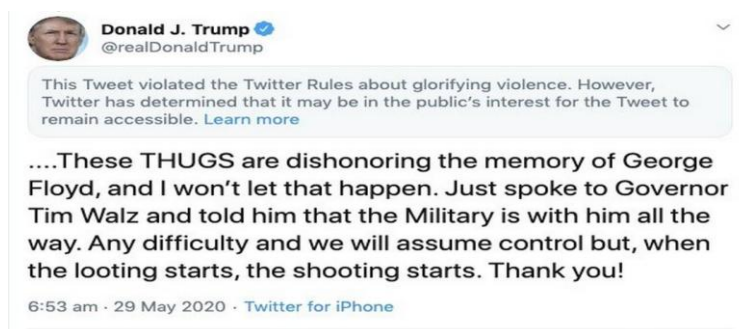 Donald J. Trump
@realDonaldTrump
This Tweet violated the Twitter Rules about glorifying violence. However,
Twitter has determined that it may be in the public's interest for the Tweet to
remain accessible. Learn more
....These THUGS are dishonoring the memory of George
Floyd, and I won't let that happen. Just spoke to Governor
Tim Walz and told him that the Military is with him all the
way. Any difficulty and we will assume control but, when
the looting starts, the shooting starts. Thank you!
6:53 am · 29 May 2020 · Twitter for iPhone